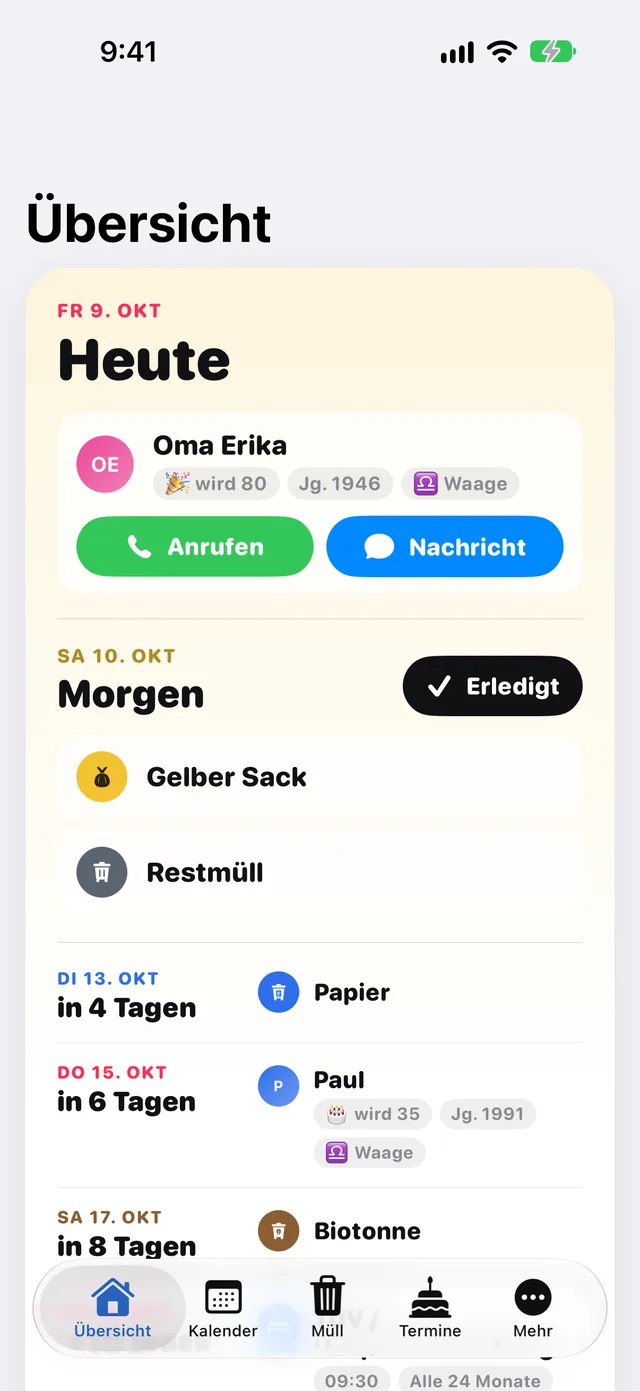 9:41
Übersicht
FR 9. OKT
Heute
OE
Oma Erika
wird 80
Jg. 1946
Waage
Anrufen
Nachricht
SA 10. OKT
Morgen
Erledigt
Gelber Sack
Restmüll
DI 13. OKT
in 4 Tagen
Papier
DO 15. OKT
in 6 Tagen
P
Paul
wird 35
Jg. 1991
Waage
SA 17. OKT
in 8 Tagen
Biotonne
Übersicht
Kalender
Müll
Termine
Mehr
09:30
Alle 24 Monate